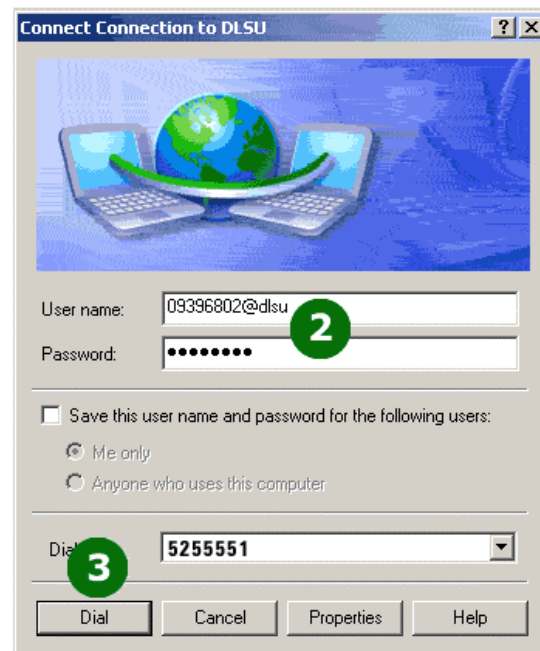 Connect Connection to DLSU
User name: 09396802@dlsu
2
Password: ••••••••
Save this user name and password for the following users:
Me only
Anyone who uses this computer
Dial 5255551
3
Dial Cancel Properties Help